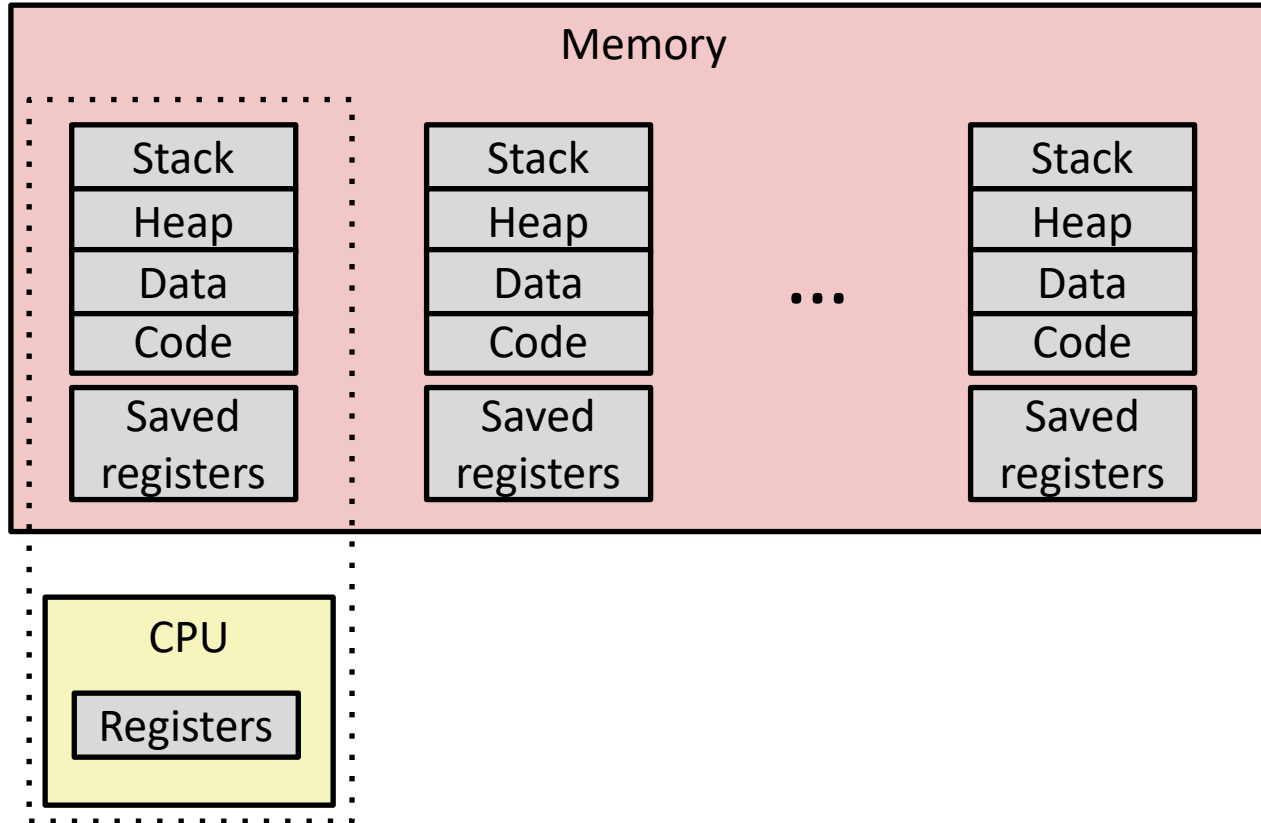 Memory
Stack
Heap
Data
Code
Saved
registers
Stack
Heap
Data
Code
Saved
registers
...
Stack
Heap
Data
Code
Saved
registers
CPU
Registers